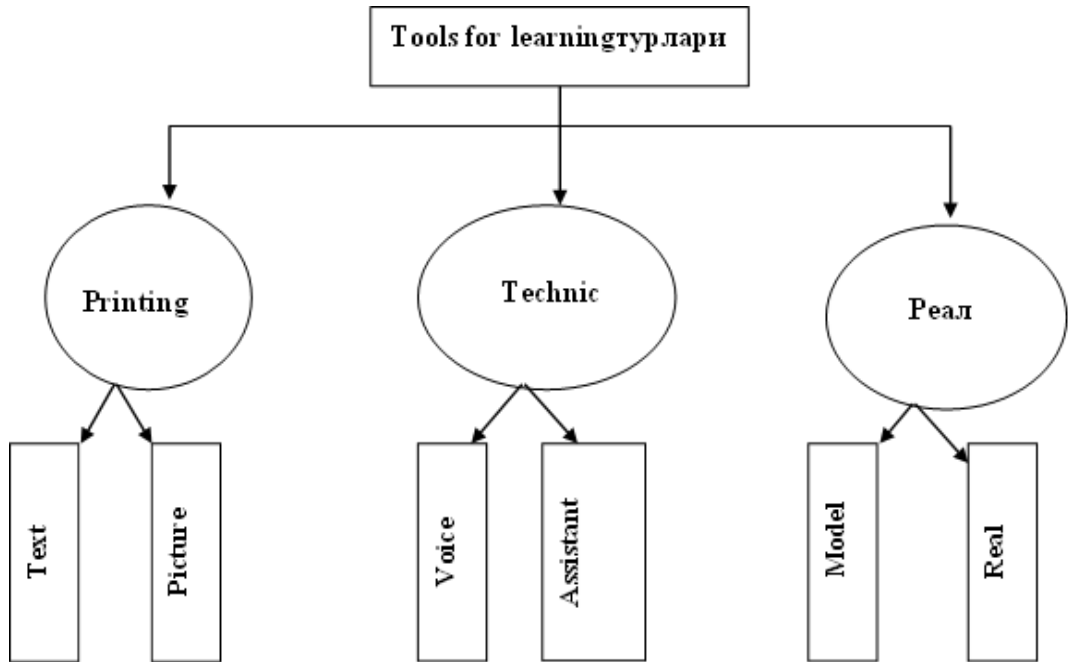 Tools for learningтурлари
Printing
Technic
Реал
Text
Picture
Voice
Assistant
Model
Real